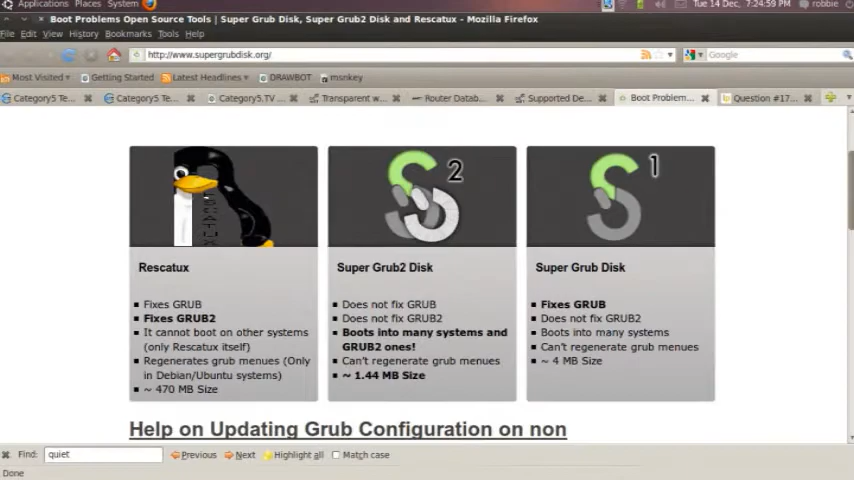 Applications Places System
Tue 14 Dec, 7:24:59 PM robbie
Boot Problems Open Source Tools | Super Grub Disk, Super Grub2 Disk and Rescatux - Mozilla Firefox
File Edit View History Bookmarks Tools Help
http://www.supergrubdisk.org/
Google
Most Visited Getting Started Latest Headlines DRAWBOT msnkey
Category5 Te... Category5 Te... Category5.TV ... Transparent w... Router Datab... Supported De... Boot Problem... Question #17...
2
1
Rescatux
Fixes GRUB
Fixes GRUB2
It cannot boot on other systems
(only Rescatux itself)
Regenerates grub menues (Only
in Debian/Ubuntu systems)
~ 470 MB Size
Super Grub2 Disk
Does not fix GRUB
Does not fix GRUB2
Boots into many systems and
GRUB2 ones!
Can't regenerate grub menues
~ 1.44 MB Size
Super Grub Disk
Fixes GRUB
Does not fix GRUB2
Boots into many systems
Can't regenerate grub menues
~ 4 MB Size
Help on Updating Grub Configuration on non
Find: quiet Previous Next Highlight all Match case
Done